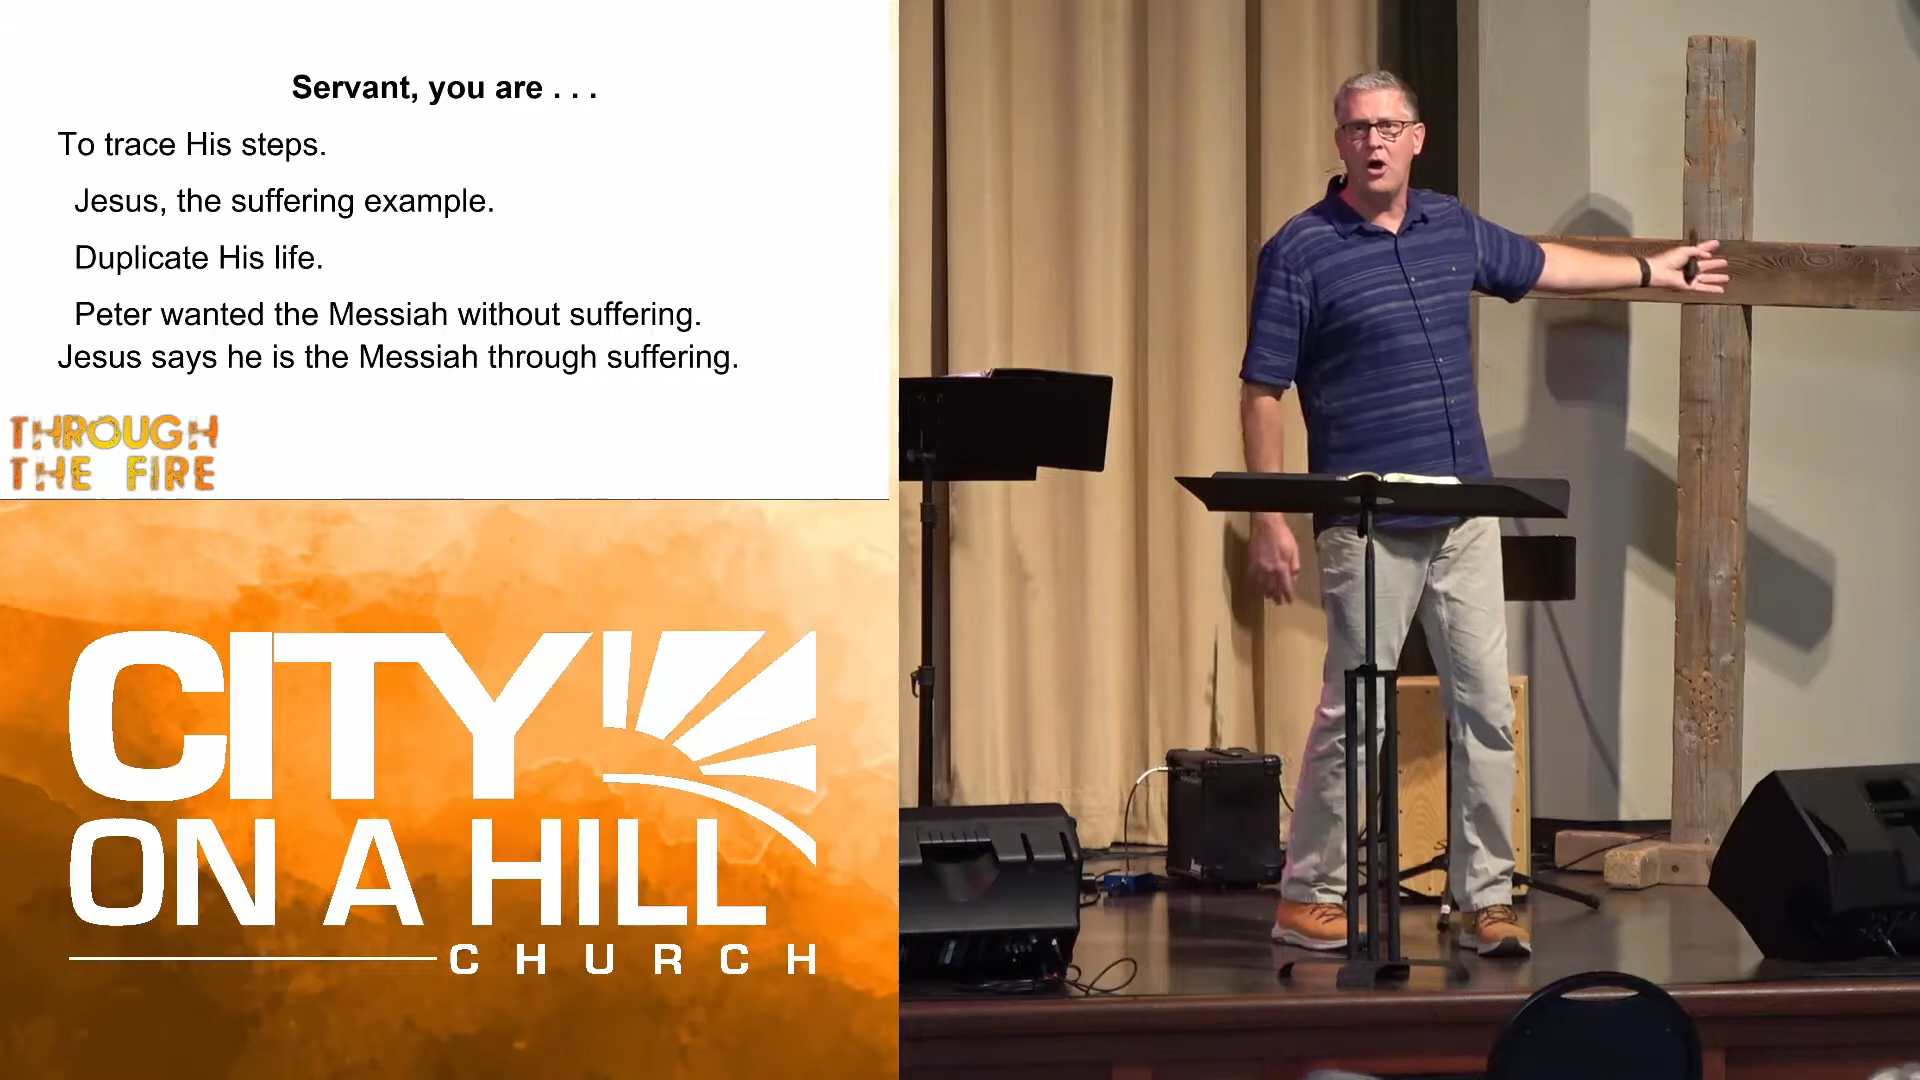 Servant, you are . . .
To trace His steps.
Jesus, the suffering example.
Duplicate His life.
Peter wanted the Messiah without suffering.
Jesus says he is the Messiah through suffering.
THROUGH
THE FIRE
CITY
ON A HILL
CHURCH